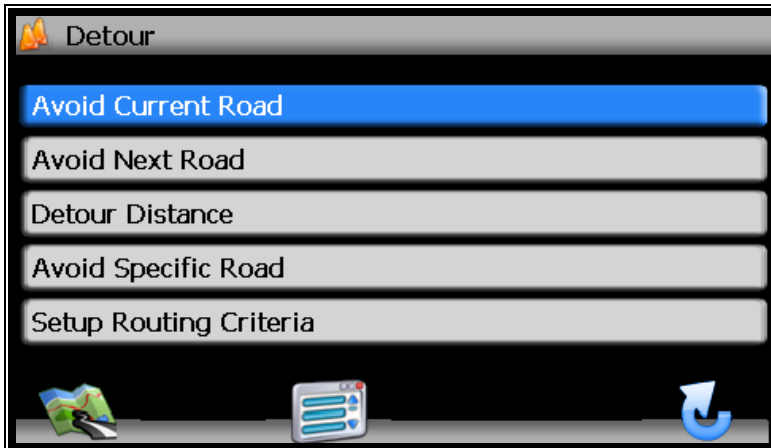 Detour
Avoid Current Road
Avoid Next Road
Detour Distance
Avoid Specific Road
Setup Routing Criteria